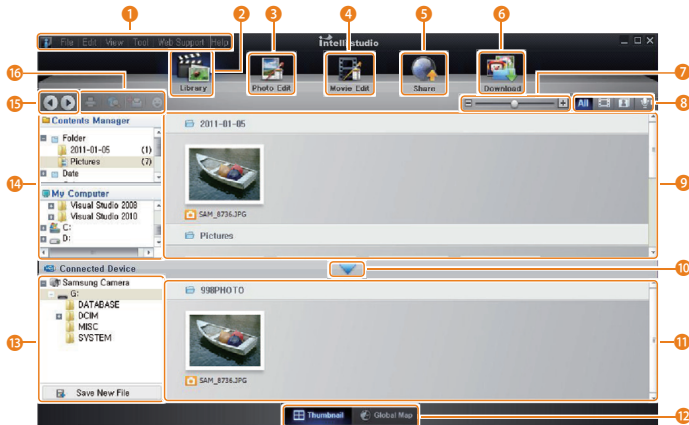 1 2 3 4 5 6
File Edit View Tool Web Support Help
intelli-studio
Library Photo Edit Movie Edit Share Download
7
16
15
All
8
Contents Manager
Folder
2011-01-05 (1)
Pictures (7)
Date
14
My Computer
Visual Studio 2008
Visual Studio 2010
C:
D:
2011-01-05
SAM_8736.JPG
Pictures
9
Connected Device
10
Samsung Camera
G:
DATABASE
DCIM
MISC
SYSTEM
13
Save New File
998PHOTO
SAM_8736.JPG
11
Thumbnail Global Map
12